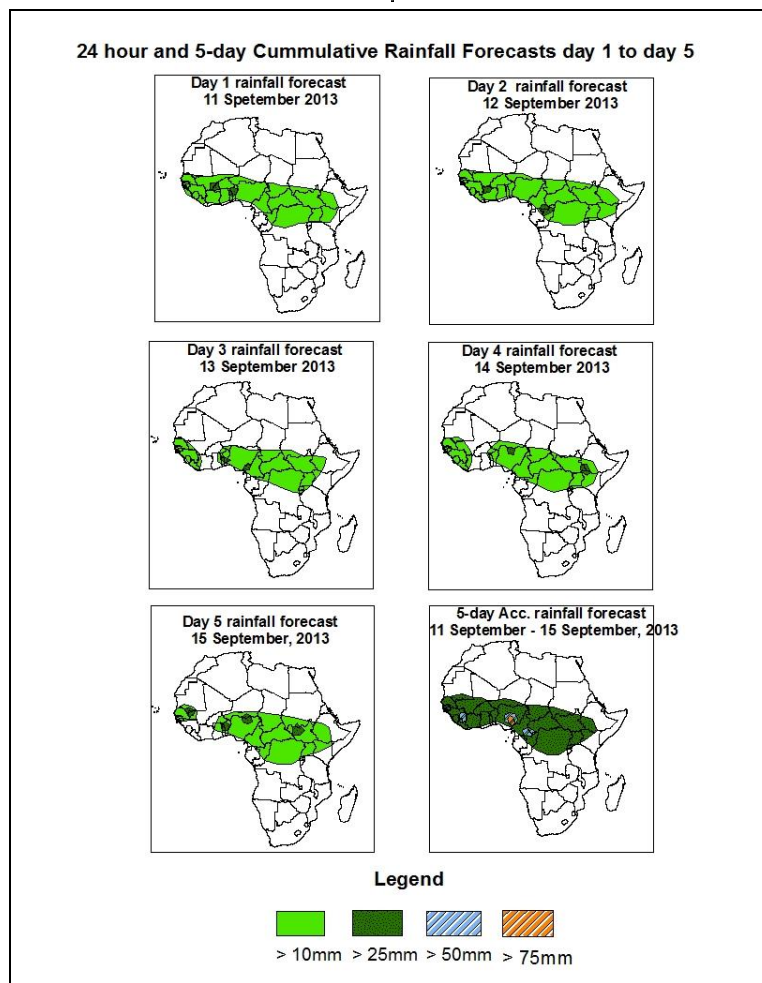 24 hour and 5-day Cummulative Rainfall Forecasts day 1 to day 5
Day 1 rainfall forecast
11 Spetember 2013
Day 2 rainfall forecast
12 September 2013
Day 3 rainfall forecast
13 September 2013
Day 4 rainfall forecast
14 September 2013
Day 5 rainfall forecast
15 September, 2013
5-day Acc. rainfall forecast
11 September - 15 September, 2013
Legend
> 10mm > 25mm > 50mm > 75mm